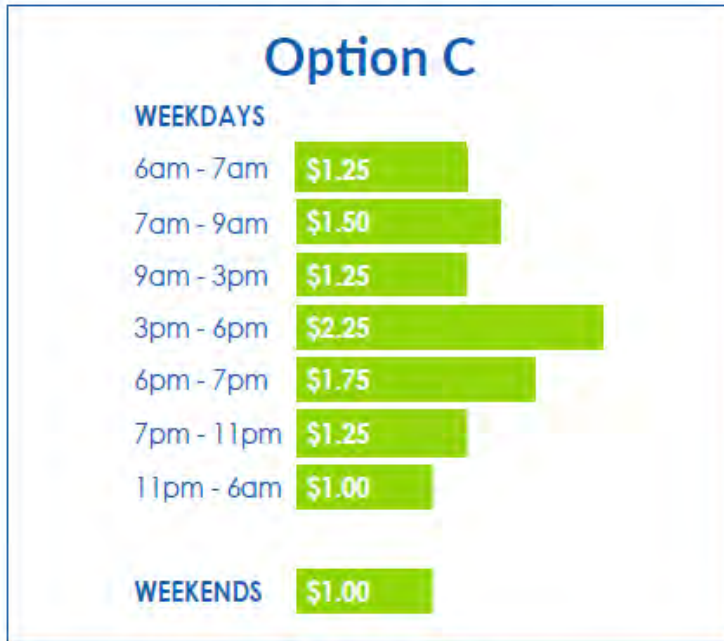 Option C
WEEKDAYS
6am - 7am $1.25
7am - 9am $1.50
9am - 3pm $1.25
3pm - 6pm $2.25
6pm - 7pm $1.75
7pm - 11pm $1.25
11pm - 6am $1.00
WEEKENDS $1.00